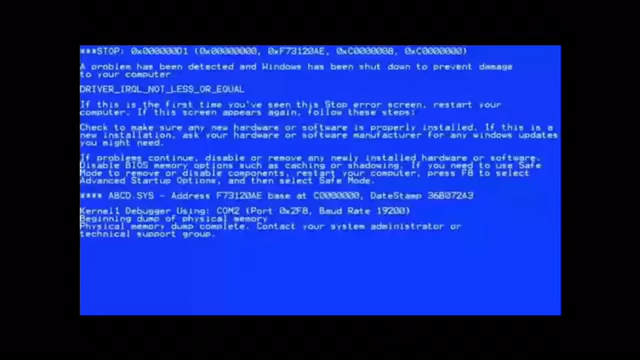 ***STOP: 0x000000D1 (0x00000000, 0xF73120AE, 0xC0000008, 0xC0000000)
A problem has been detected and Windows has been shut down to prevent damage
to your computer
DRIVER_IRQL_NOT_LESS_OR_EQUAL
If this is the first time you've seen this Stop error screen, restart your
computer. If this screen appears again, follow these steps:
Check to make sure any new hardware or software is properly installed. If this is a
new installation, ask your hardware or software manufacturer for any windows updates
you might need.
If problems continue, disable or remove any newly installed hardware or software.
Disable BIOS memory options such as caching or shadowing. If you need to use Safe
Mode to remove or disable components, restart your computer, press F8 to select
Advanced Startup Options, and then select Safe Mode.
**** ABCD.SYS - Address F73120AE base at C0000000, DateStamp 36B072A3
Kernel1 Debugger Using: COM2 (Port 0x2F8, Baud Rate 19200)
Beginning dump of physical memory
Physical memory dump complete. Contact your system administrator or
technical support group.